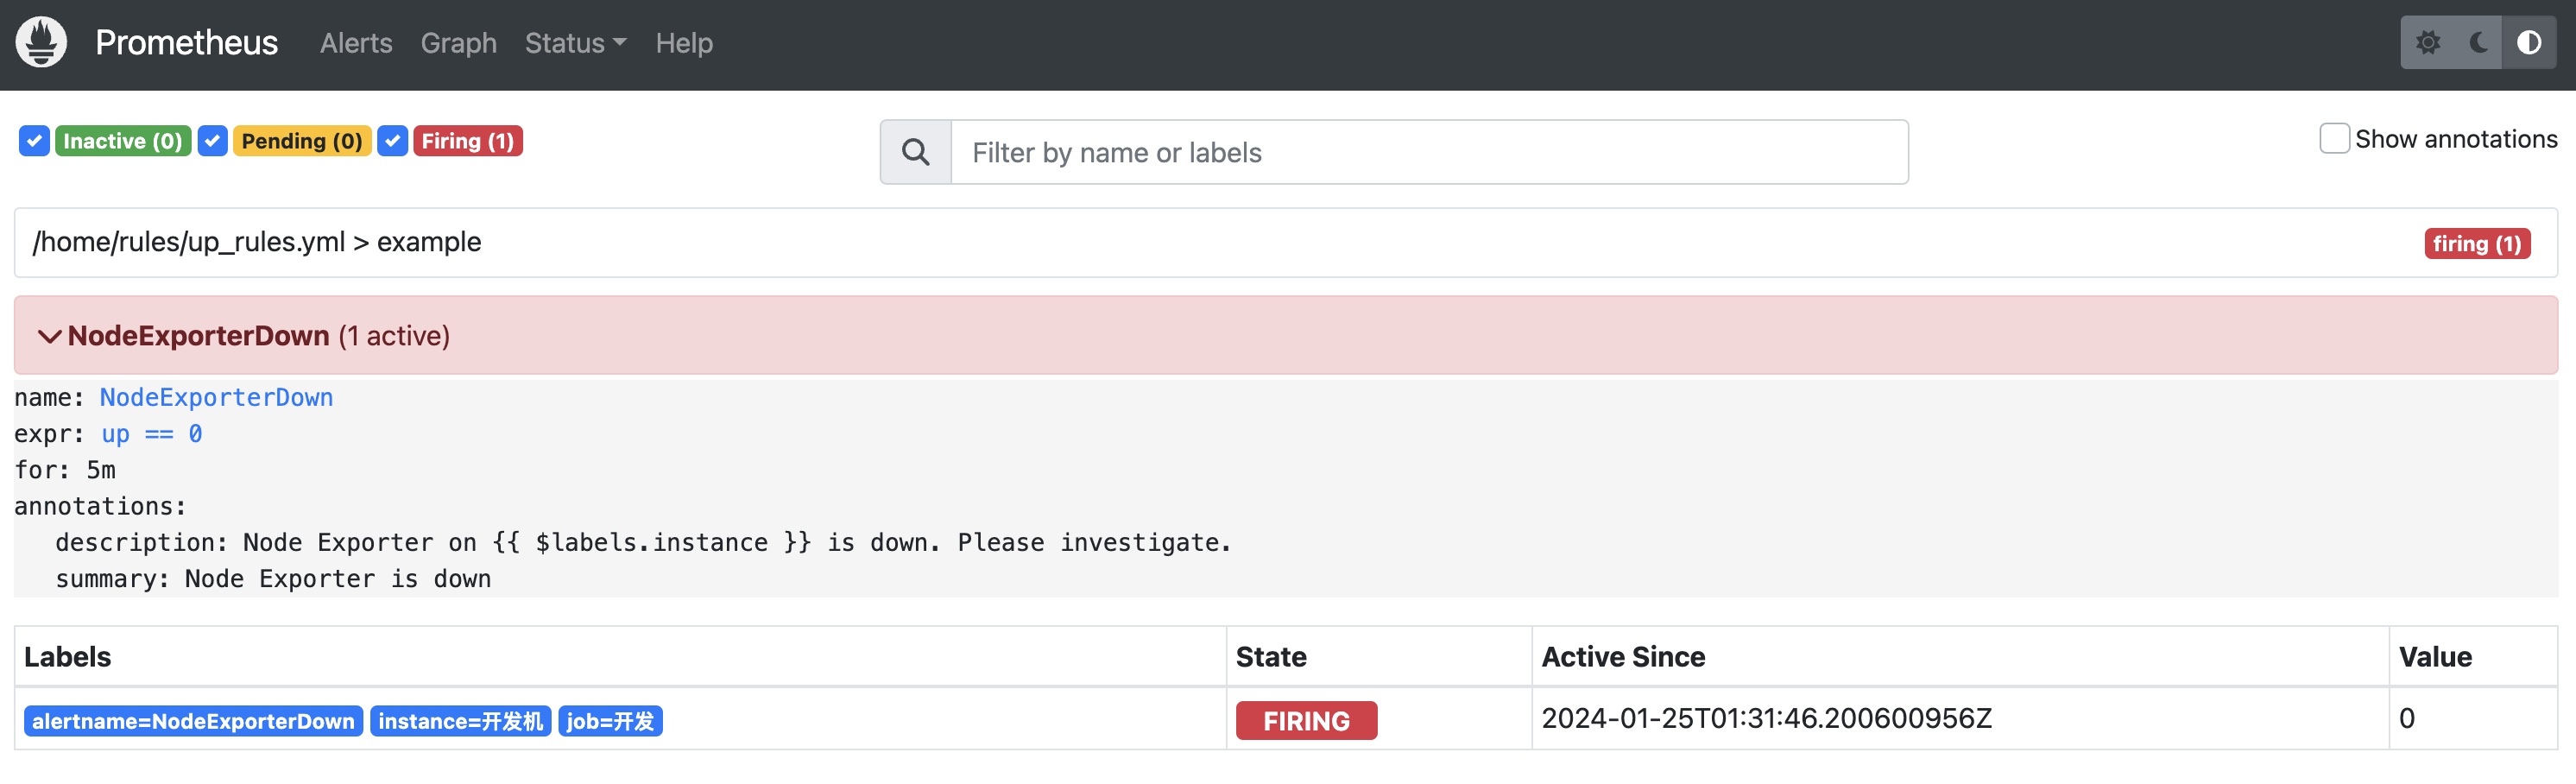 Prometheus Alerts Graph Status Help
Inactive (0) Pending (0) Firing (1) Filter by name or labels Show annotations
/home/rules/up_rules.yml > example firing (1)
NodeExporterDown (1 active)
name: NodeExporterDown
expr: up == 0
for: 5m
annotations:
description: Node Exporter on {{ $labels.instance }} is down. Please investigate.
summary: Node Exporter is down
Labels State Active Since Value
alertname=NodeExporterDown instance=开发机 job=开发 FIRING 2024-01-25T01:31:46.200600956Z 0